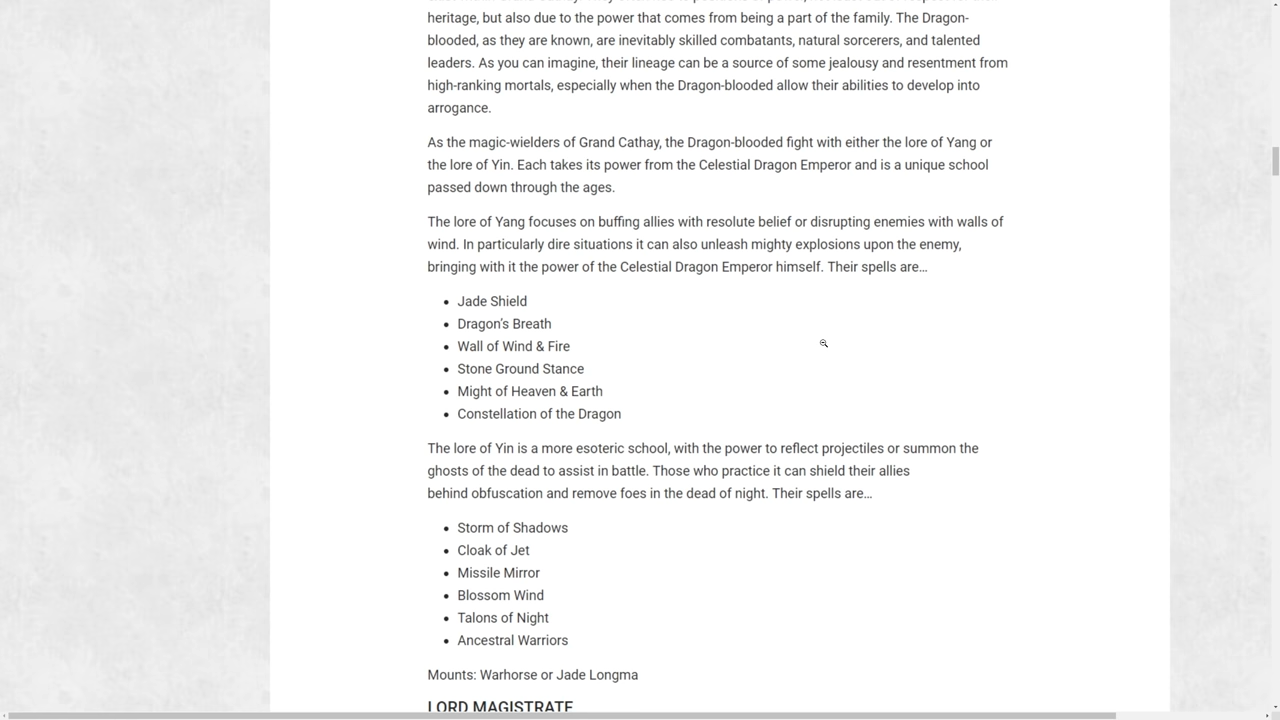 heritage, but also due to the power that comes from being a part of the family. The Dragon-
blooded, as they are known, are inevitably skilled combatants, natural sorcerers, and talented
leaders. As you can imagine, their lineage can be a source of some jealousy and resentment from
high-ranking mortals, especially when the Dragon-blooded allow their abilities to develop into
arrogance.
As the magic-wielders of Grand Cathay, the Dragon-blooded fight with either the lore of Yang or
the lore of Yin. Each takes its power from the Celestial Dragon Emperor and is a unique school
passed down through the ages.
The lore of Yang focuses on buffing allies with resolute belief or disrupting enemies with walls of
wind. In particularly dire situations it can also unleash mighty explosions upon the enemy,
bringing with it the power of the Celestial Dragon Emperor himself. Their spells are…
• Jade Shield
• Dragon's Breath
• Wall of Wind & Fire
• Stone Ground Stance
• Might of Heaven & Earth
• Constellation of the Dragon
The lore of Yin is a more esoteric school, with the power to reflect projectiles or summon the
ghosts of the dead to assist in battle. Those who practice it can shield their allies
behind obfuscation and remove foes in the dead of night. Their spells are…
• Storm of Shadows
• Cloak of Jet
• Missile Mirror
• Blossom Wind
• Talons of Night
• Ancestral Warriors
Mounts: Warhorse or Jade Longma
LORD MAGISTRATE